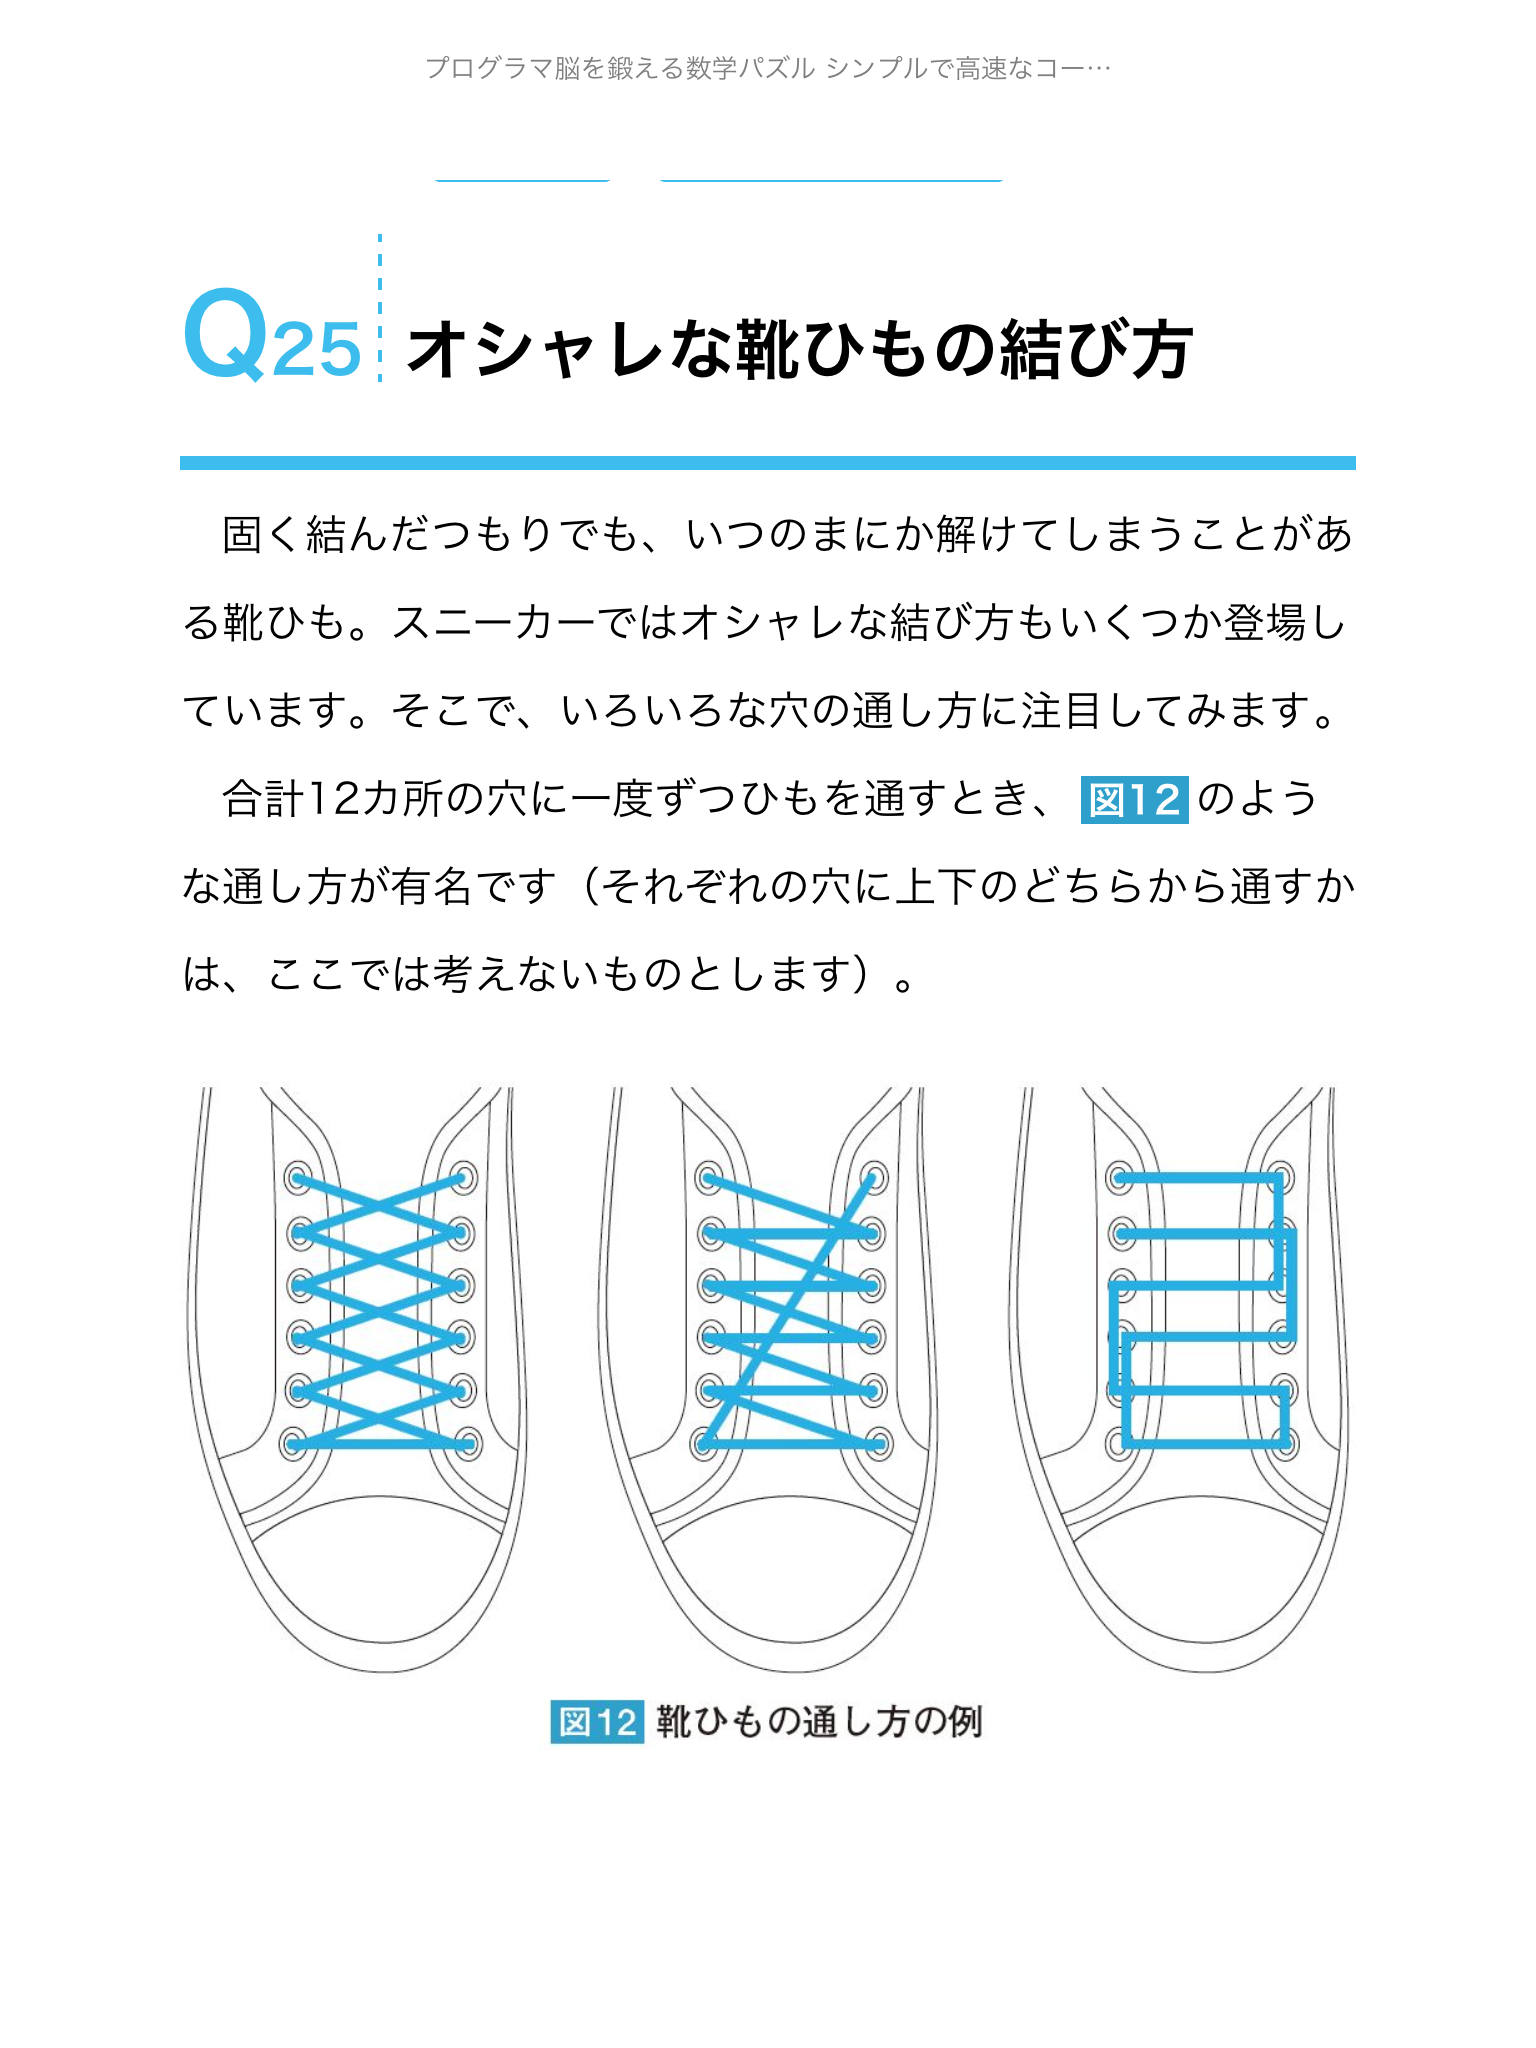 プログラマ脳を鍛える数学パズル シンプルで高速なコー…
Q25 オシャレな靴ひもの結び方
固く結んだつもりでも、いつのまにか解けてしまうことがあ
る靴ひも。スニーカーではオシャレな結び方もいくつか登場し
ています。そこで、いろいろな穴の通し方に注目してみます。
合計12カ所の穴に一度ずつひもを通すとき、 図12 のよう
な通し方が有名です（それぞれの穴に上下のどちらから通すか
は、ここでは考えないものとします）。
図12 靴ひもの通し方の例